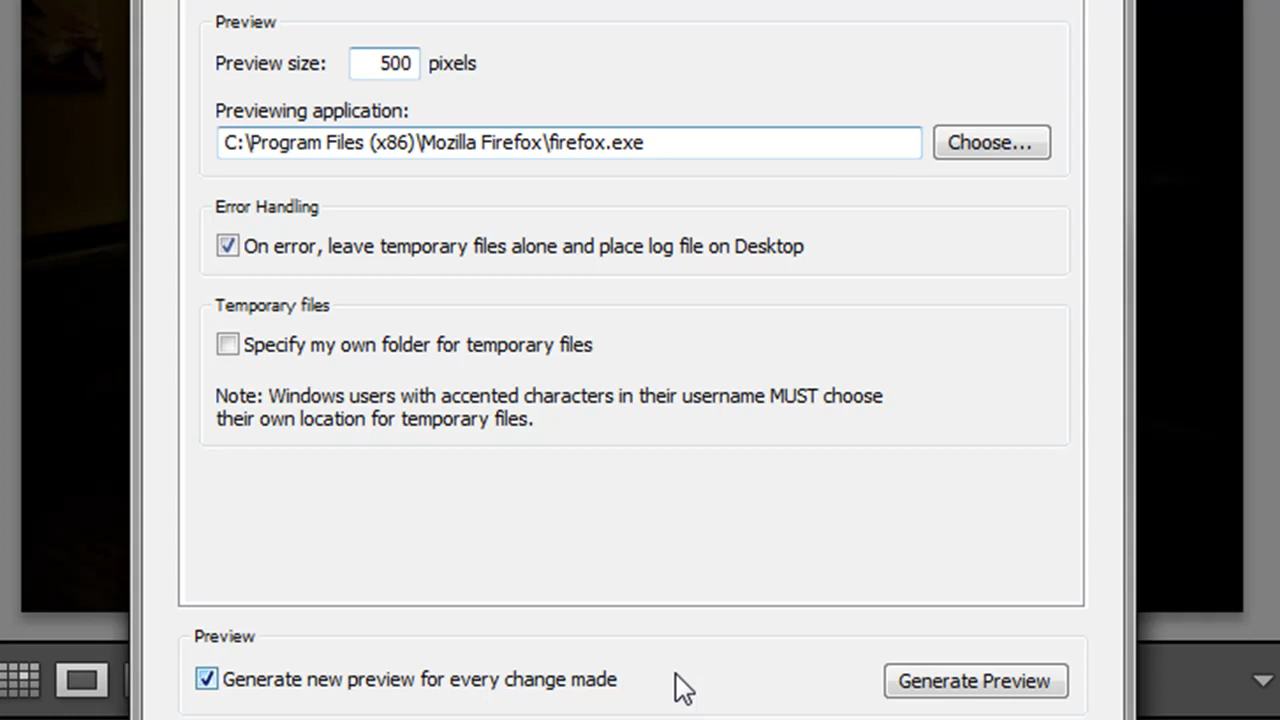 Preview
Preview size: 500 pixels
Previewing application:
C:\Program Files (x86)\Mozilla Firefox\firefox.exe Choose...
Error Handling
On error, leave temporary files alone and place log file on Desktop
Temporary files
Specify my own folder for temporary files
Note: Windows users with accented characters in their username MUST choose
their own location for temporary files.
Preview
Generate new preview for every change made Generate Preview